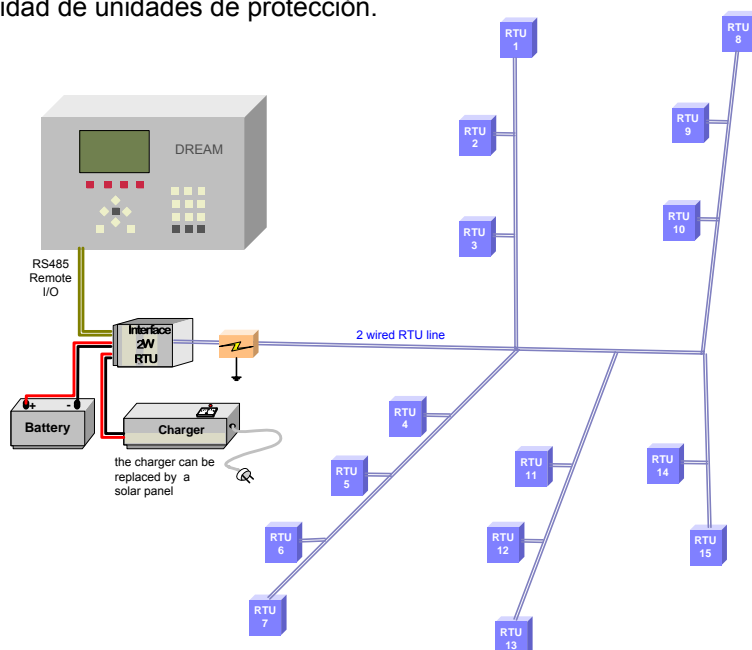 idad de unidades de protección.
RTU
1
RTU
8
RTU
2
RTU
9
DREAM
RTU
3
RTU
10
RS485
Remote
I/O
Interface
2W
RTU
2 wired RTU line
+ -
Battery
Charger
the charger can be
replaced by a
solar panel
RTU
4
RTU
5
RTU
6
RTU
7
RTU
11
RTU
12
RTU
13
RTU
14
RTU
15